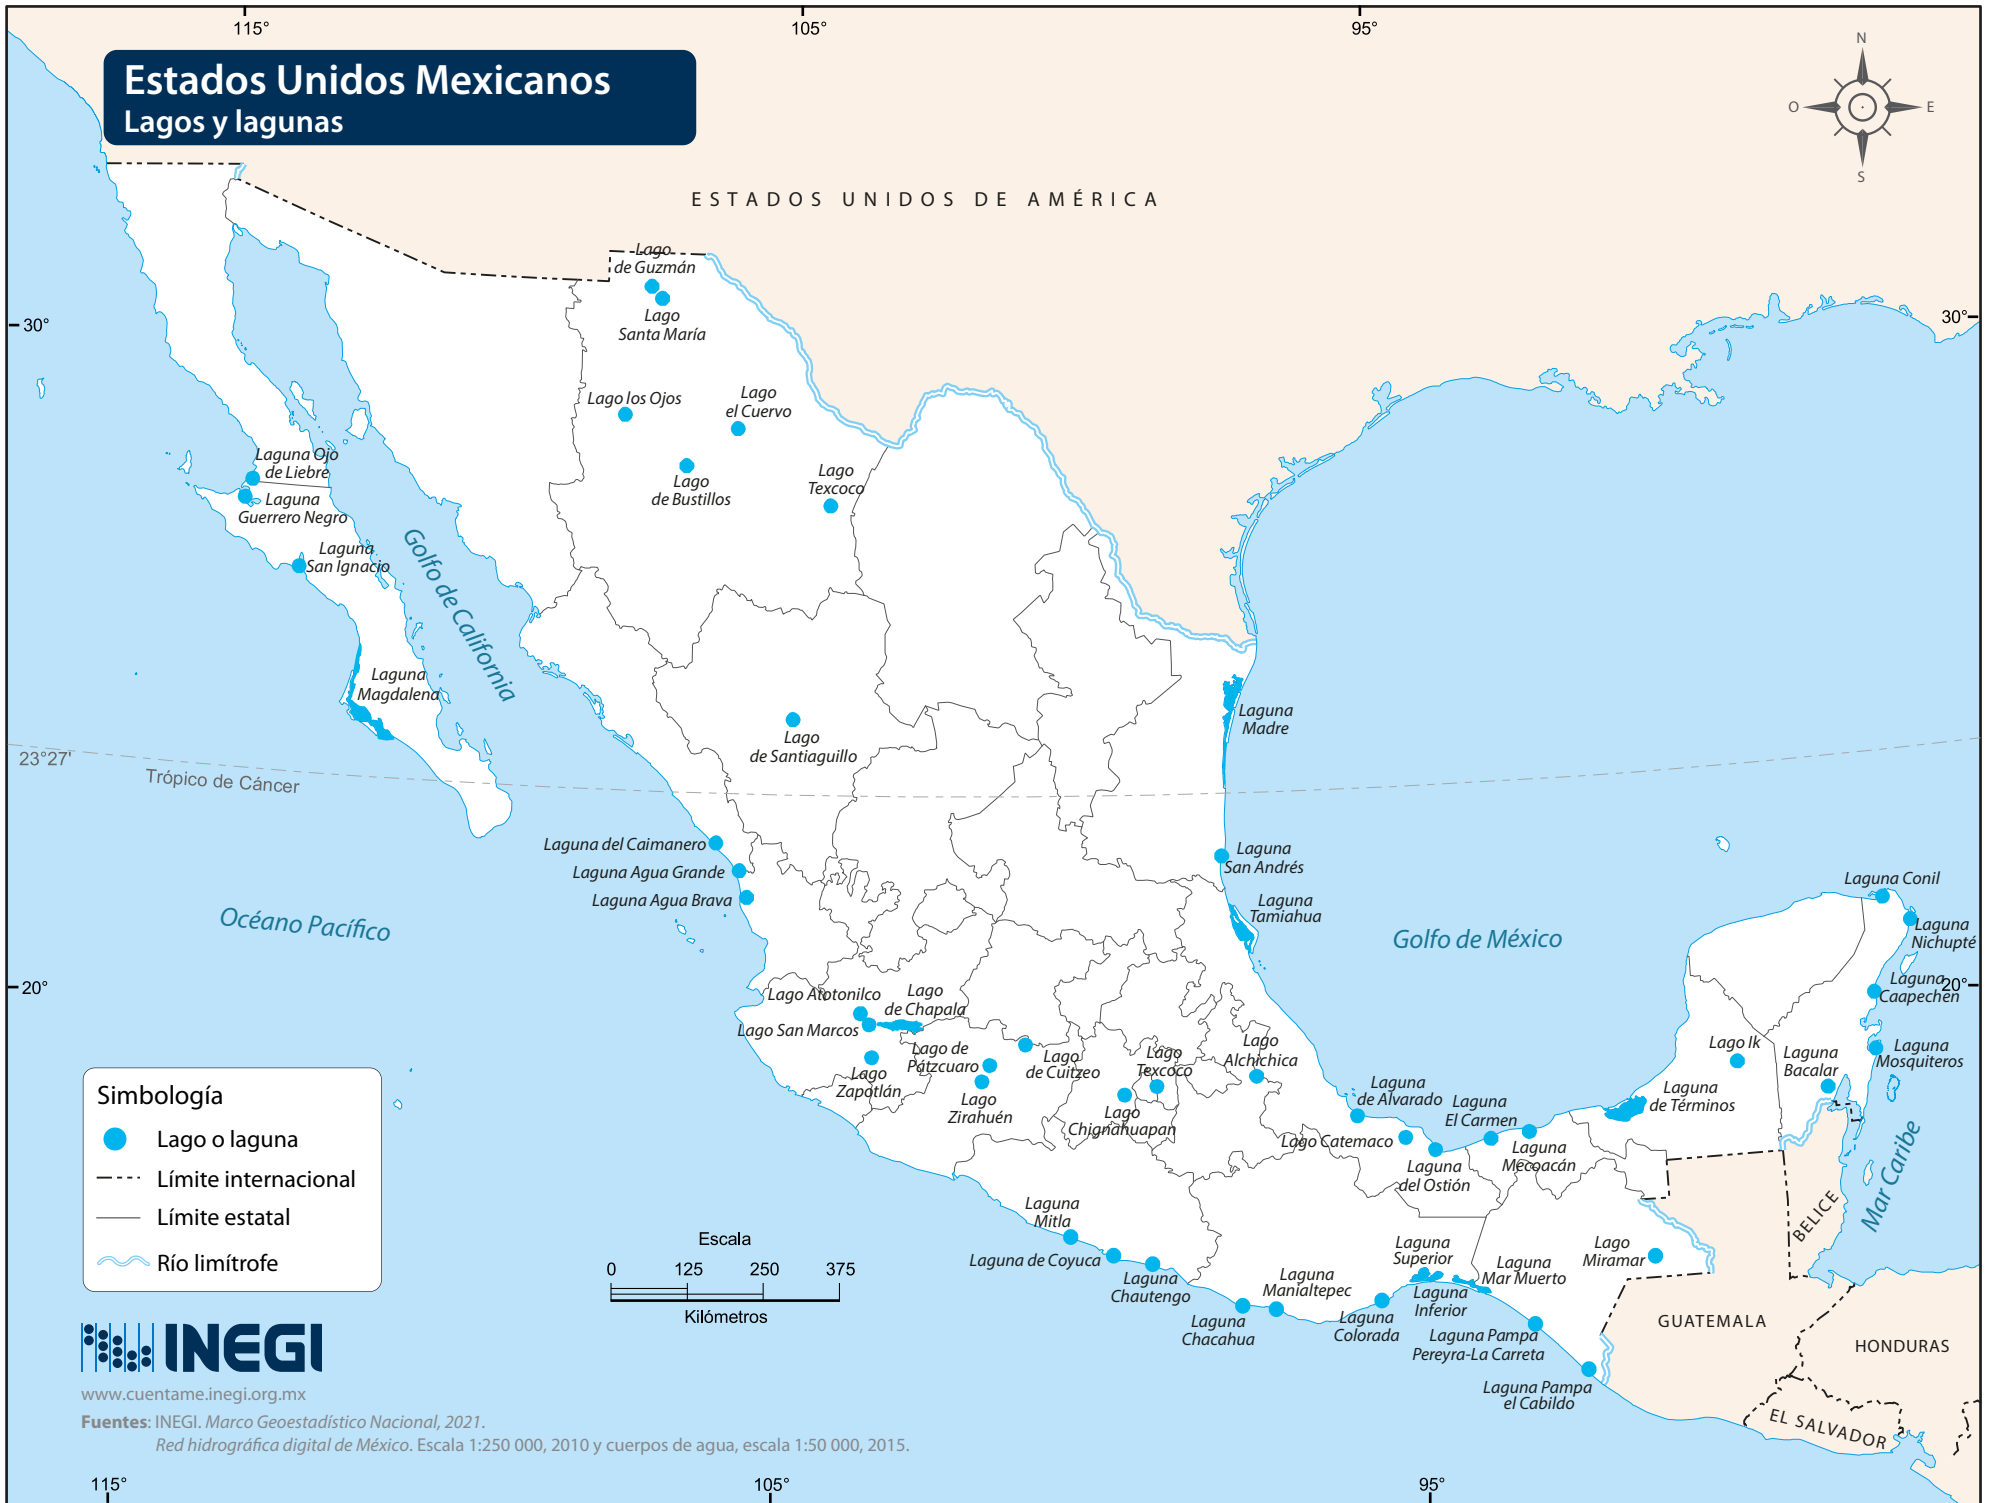 115°
105°
95°
Estados Unidos Mexicanos
Lagos y lagunas
N
O
E
S
ESTADOS UNIDOS DE AMÉRICA
Lago
de Guzmán
Lago
Santa María
30°
30°
Lago los Ojos
Lago
el Cuervo
Laguna Ojo
de Liebre
Laguna
Guerrero Negro
Lago
de Bustillos
Lago
Texcoco
Laguna
San Ignacio
Golfo de California
Laguna
Magdalena
Laguna
Madre
Lago
de Santiaguillo
23°27'
Trópico de Cáncer
Laguna del Caimanero
Laguna Agua Grande
Laguna Agua Brava
Laguna
San Andrés
Laguna
Tamiahua
Océano Pacífico
Golfo de México
Laguna Conil
Laguna
Nichupté
Laguna
Caapechén
20°
20°
Lago Atotonilco
Lago
de Chapala
Lago San Marcos
Lago
Zapotlán
Lago de
Pátzcuaro
Lago
Zirahuén
Lago
de Cuitzeo
Lago
Texcoco
Lago
Chignahuapan
Lago
Alchichica
Lago Ik
Laguna
Bacalar
Laguna
Mosquiteros
Laguna
de Términos
Laguna
de Alvarado
Laguna
El Carmen
Lago Catemaco
Laguna
Mecoacán
Laguna
del Ostión
Mar Caribe
BELICE
Laguna
Mitla
Laguna de Coyuca
Laguna
Chautengo
Laguna
Chacahua
Laguna
Manialtepec
Laguna
Colorada
Laguna
Superior
Laguna
Inferior
Laguna
Mar Muerto
Lago
Miramar
Laguna Pampa
Pereyra-La Carreta
Laguna Pampa
el Cabildo
GUATEMALA
HONDURAS
EL SALVADOR
Simbología
Lago o laguna
Límite internacional
Límite estatal
Río limítrofe
Escala
0 125 250 375
Kilómetros
INEGI
www.cuentame.inegi.org.mx
Fuentes: INEGI. Marco Geoestadístico Nacional, 2021.
Red hidrográfica digital de México. Escala 1:250 000, 2010 y cuerpos de agua, escala 1:50 000, 2015.
115°
105°
95°